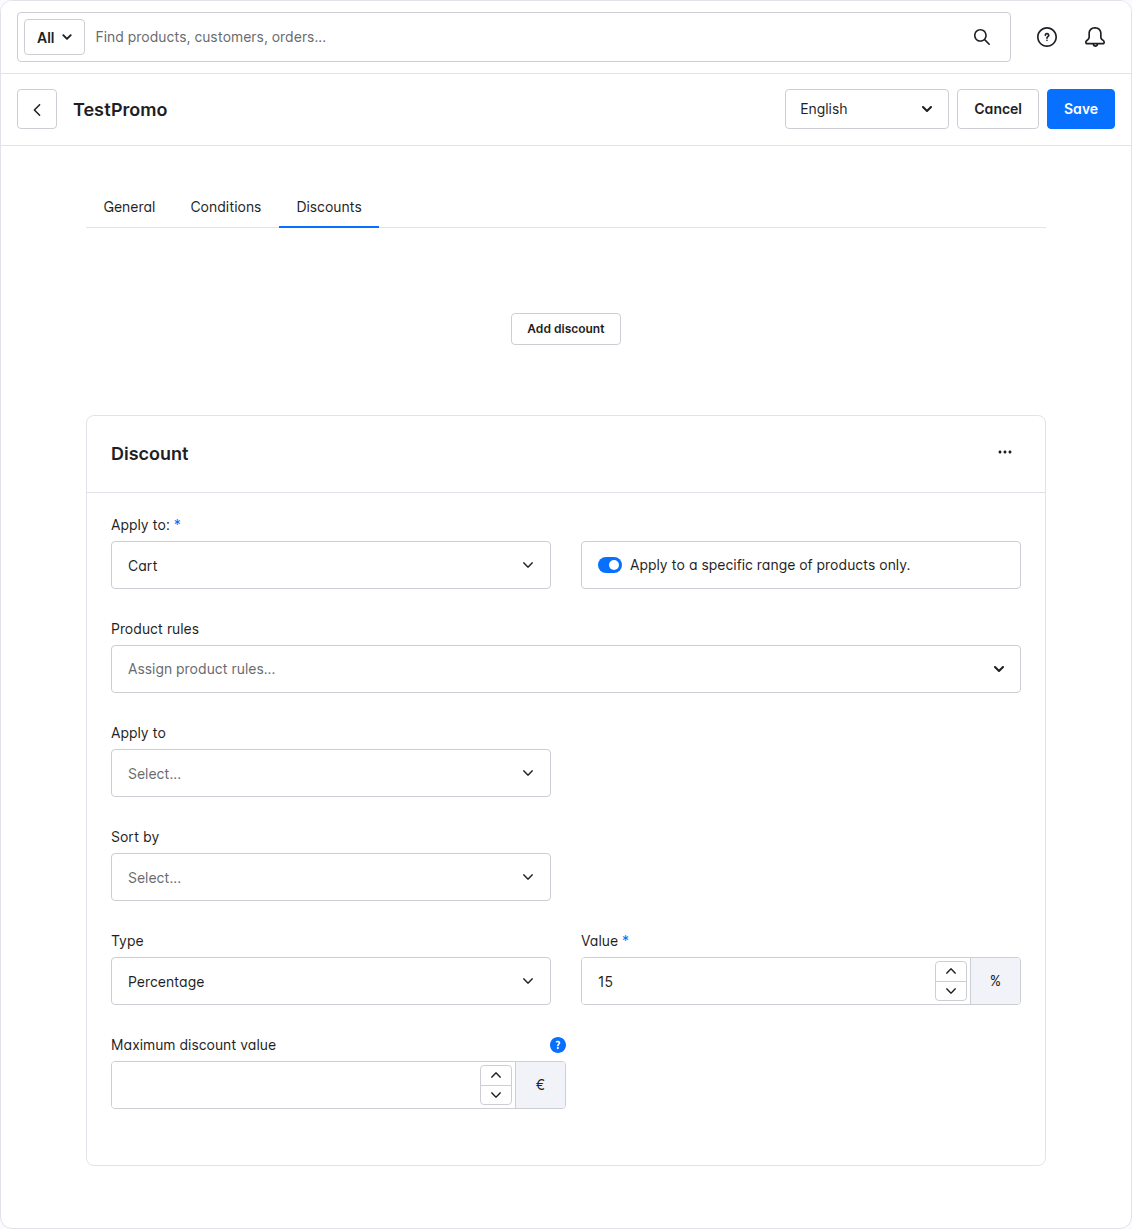 All Find products, customers, orders... ?
TestPromo English Cancel Save
General Conditions Discounts
Add discount
Discount
Apply to: *
Cart Apply to a specific range of products only.
Product rules
Assign product rules...
Apply to
Select...
Sort by
Select...
Type Value *
Percentage 15 %
Maximum discount value ?
€